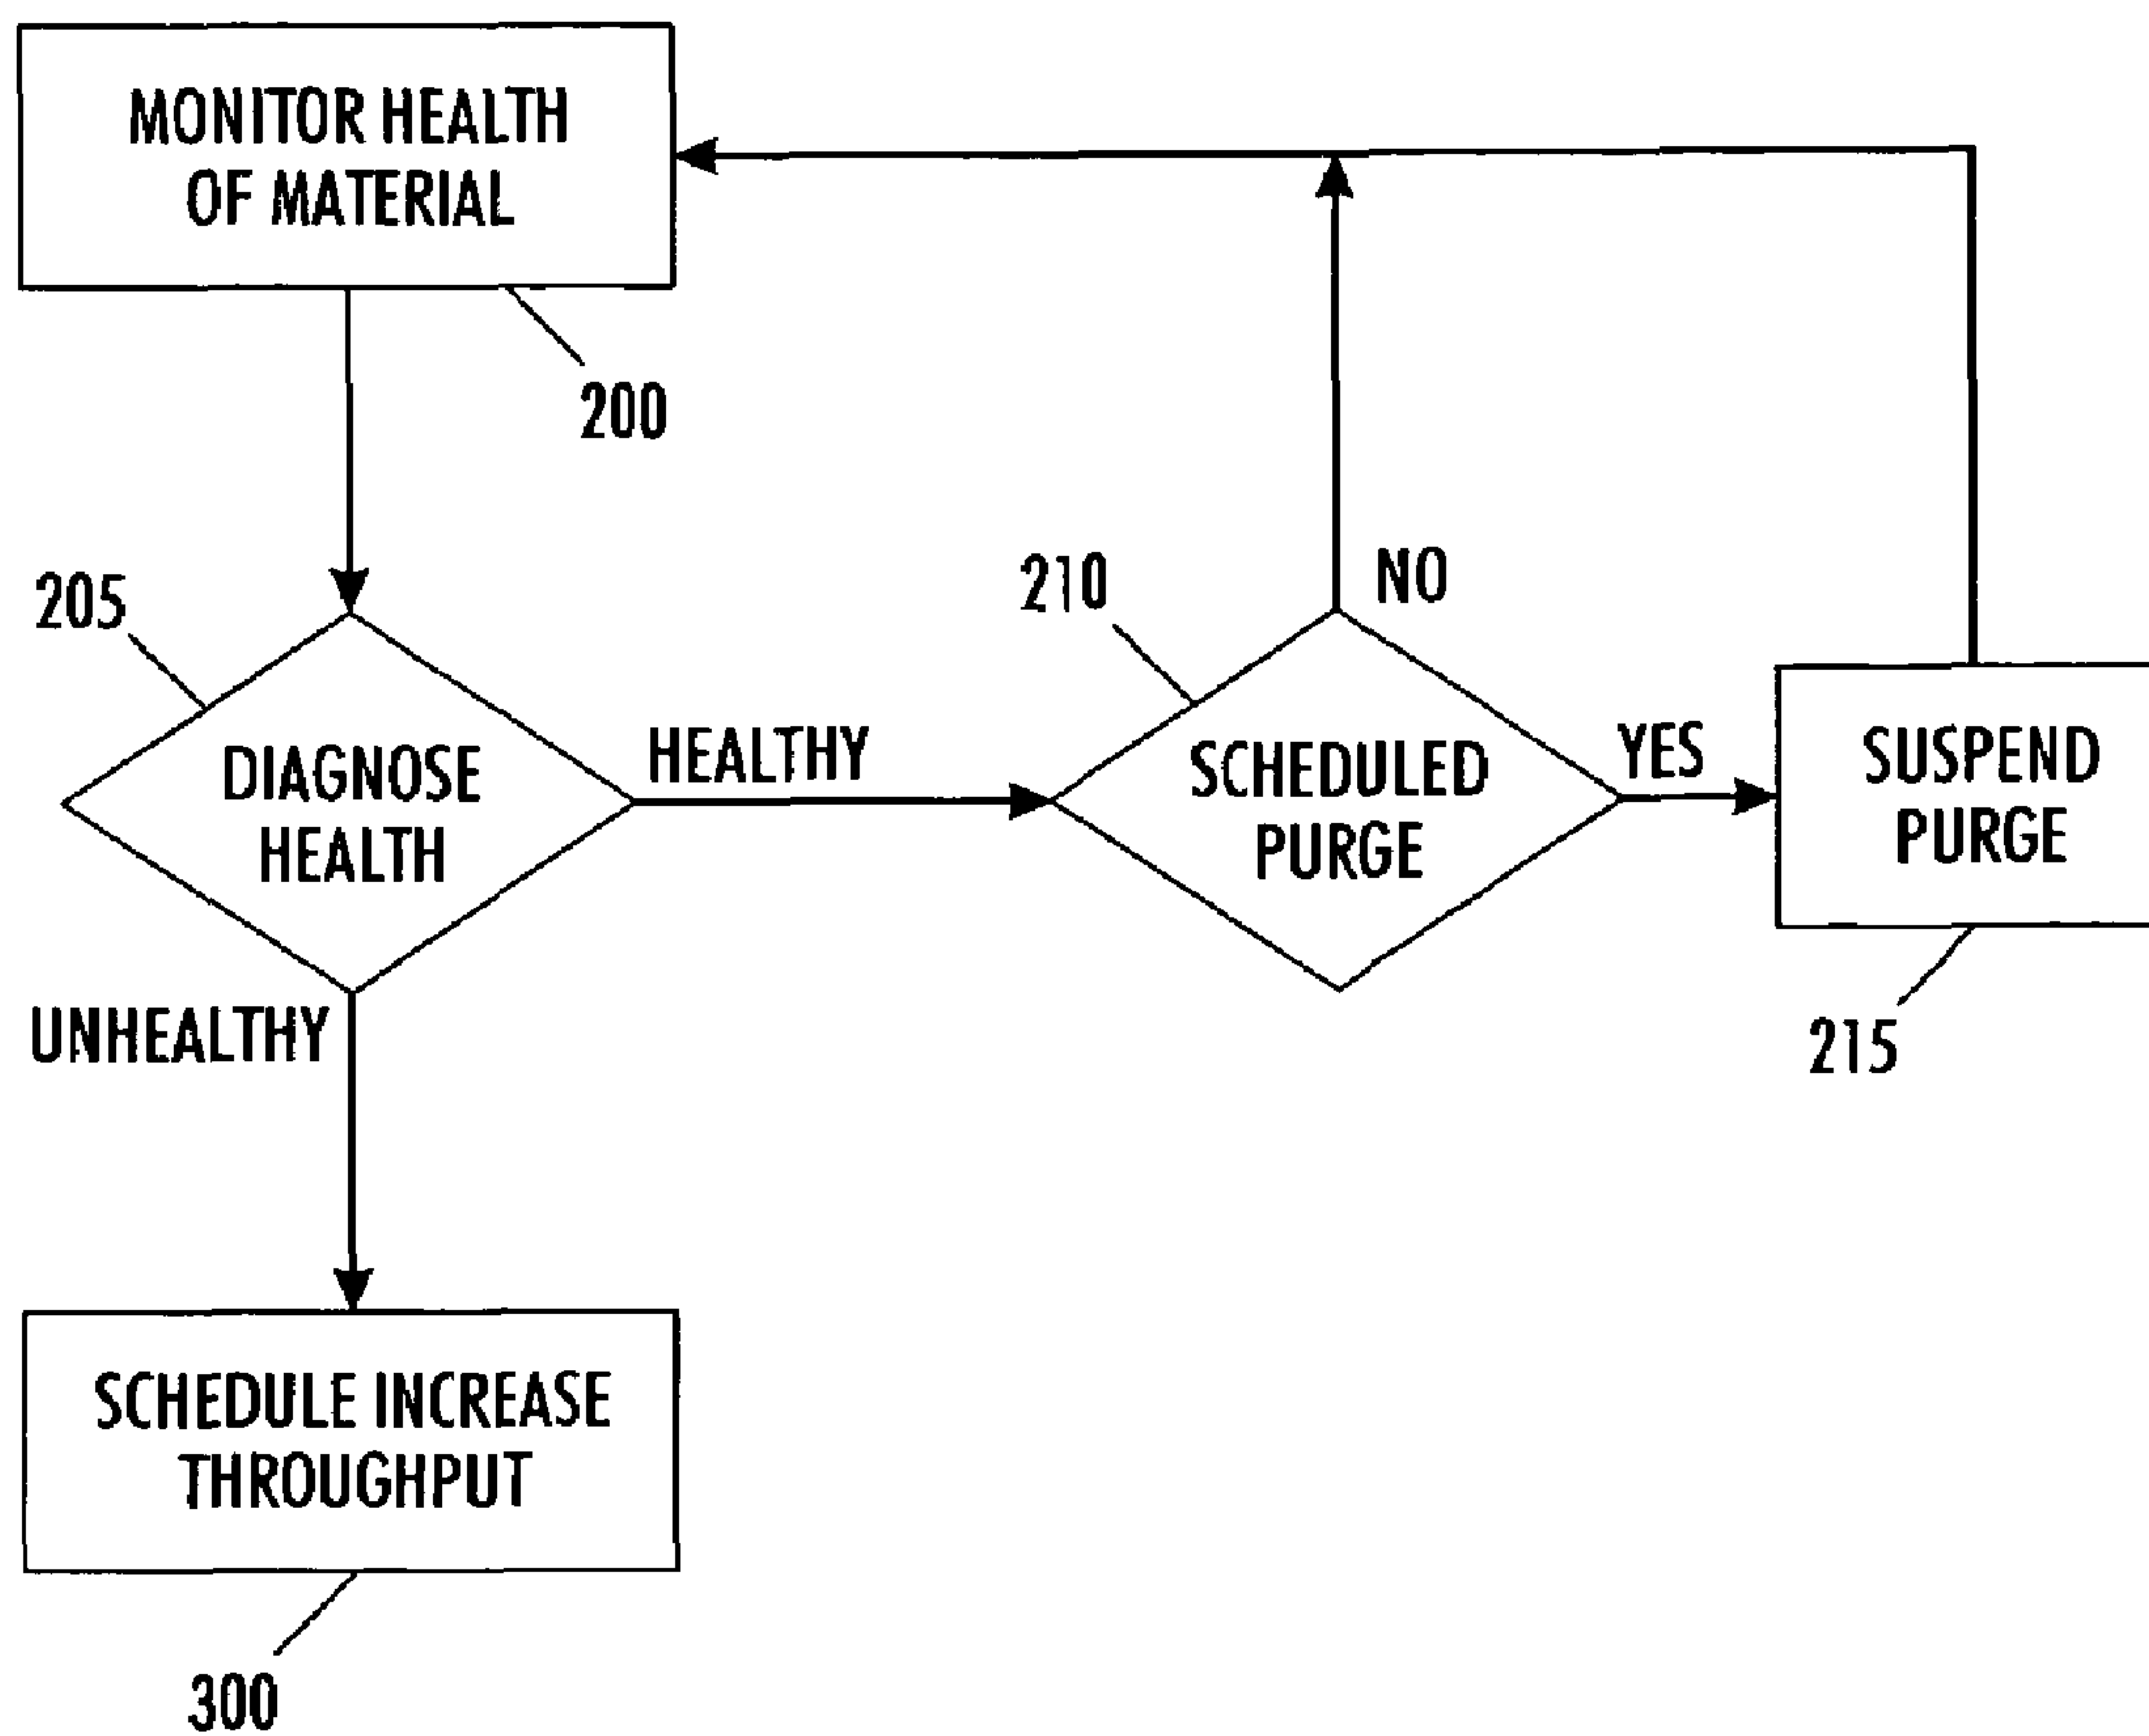 MONITOR HEALTH
OF MATERIAL
200
205
DIAGNOSE
HEALTH
HEALTHY
210
NO
SCHEDULED
PURGE
YES
SUSPEND
PURGE
215
UNHEALTHY
SCHEDULE INCREASE
THROUGHPUT
300